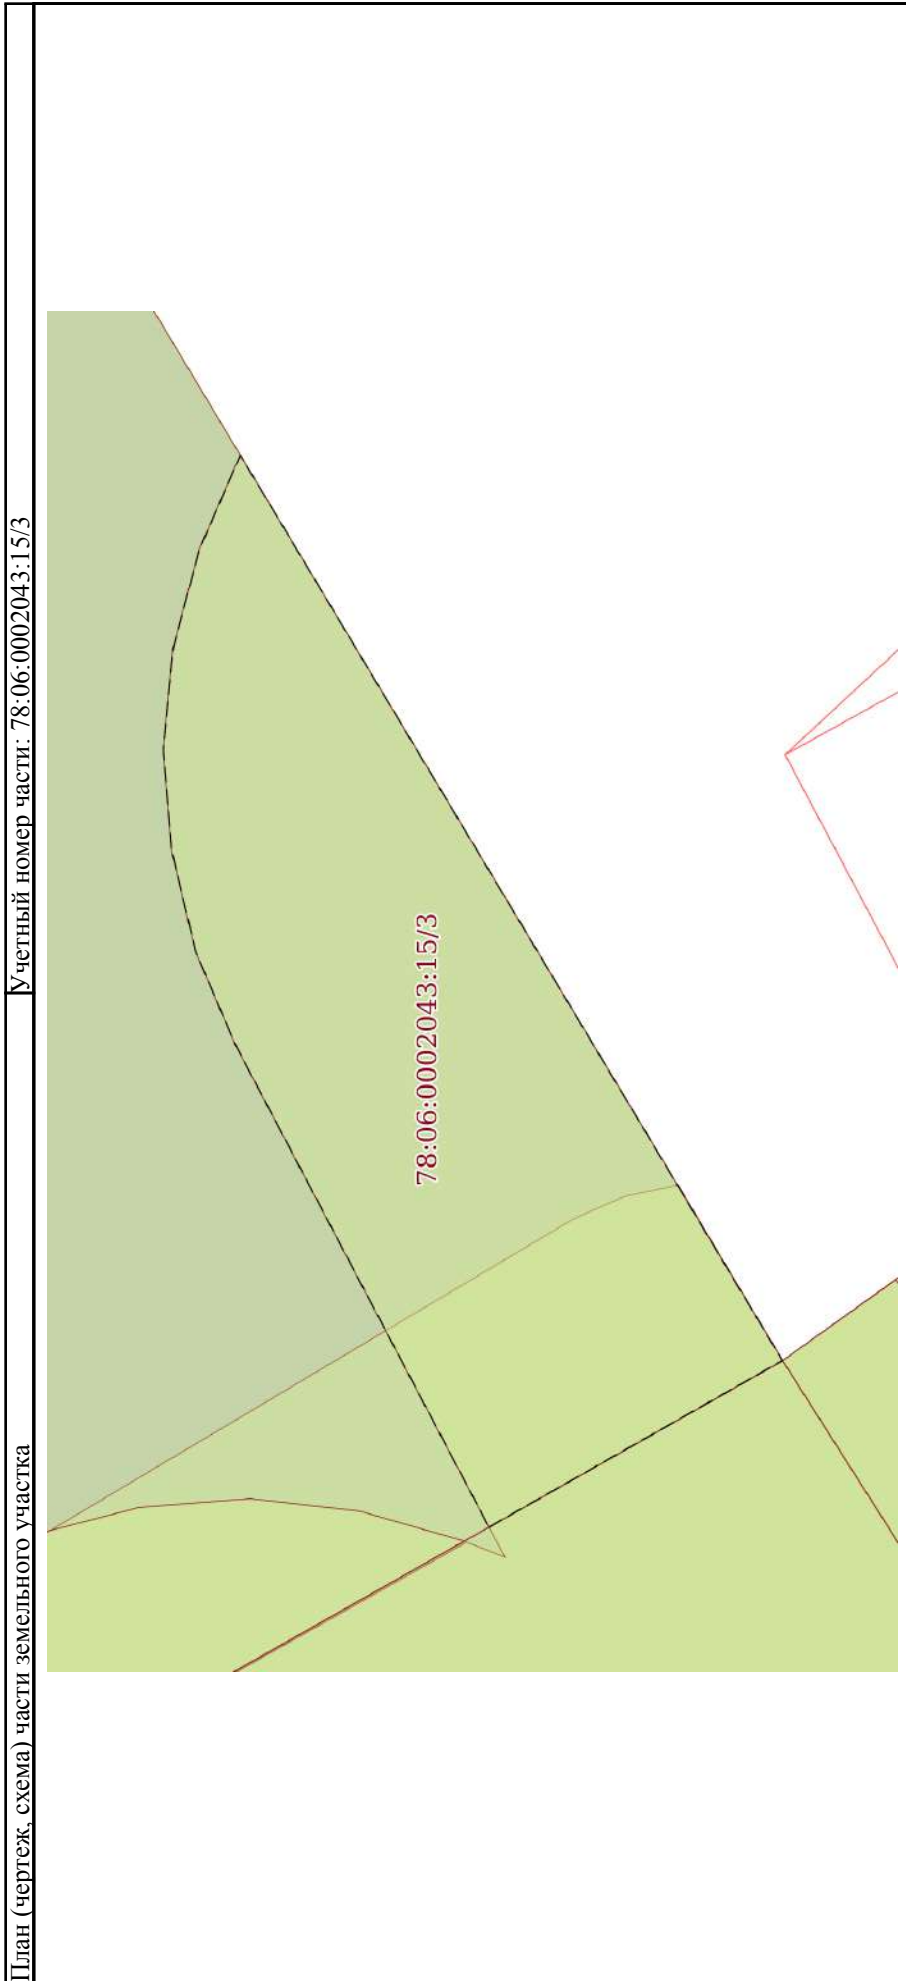 План (чертеж, схема) части земельного участка
Учетный номер части: 78:06:0002043:15/3
78:06:0002043:15/3